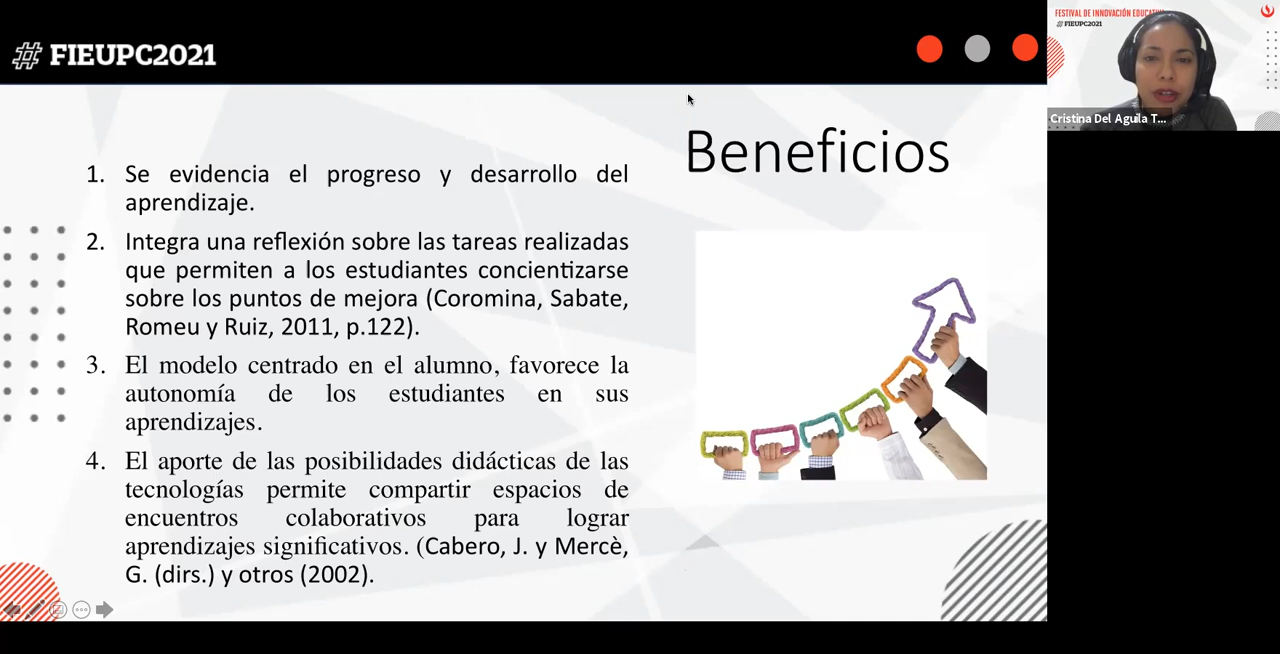 # FIEUPC2021
Beneficios
1. Se evidencia el progreso y desarrollo del
aprendizaje.
2. Integra una reflexión sobre las tareas realizadas
que permiten a los estudiantes concientizarse
sobre los puntos de mejora (Coromina, Sabate,
Romeu y Ruiz, 2011, p.122).
3. El modelo centrado en el alumno, favorece la
autonomía de los estudiantes en sus
aprendizajes.
4. El aporte de las posibilidades didácticas de las
tecnologías permite compartir espacios de
encuentros colaborativos para lograr
aprendizajes significativos. (Cabero, J. y Mercè,
G. (dirs.) y otros (2002).
FESTIVAL DE INNOVACIÓN EDUCATIVA
# FIEUPC2021
Cristina Del Aguila T...